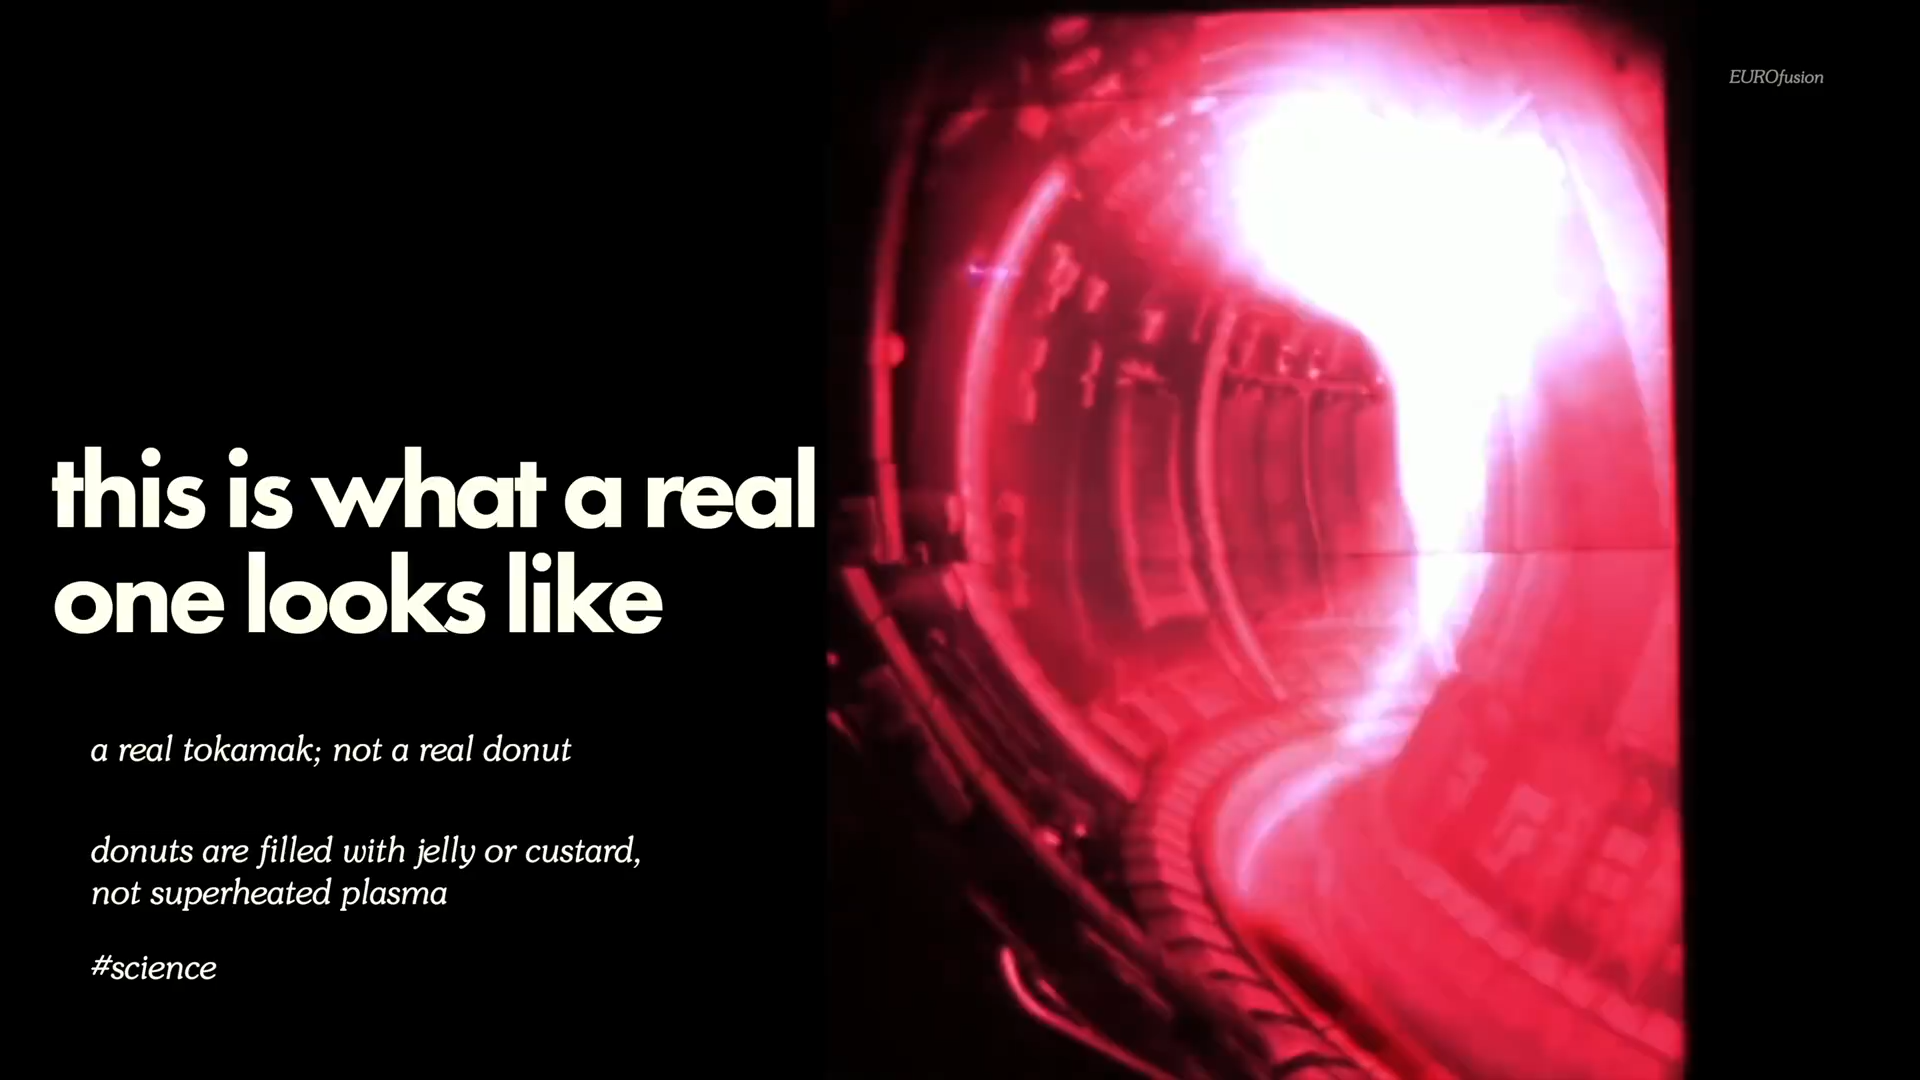 EUROfusion
this is what a real
one looks like
a real tokamak; not a real donut
donuts are filled with jelly or custard,
not superheated plasma
#science